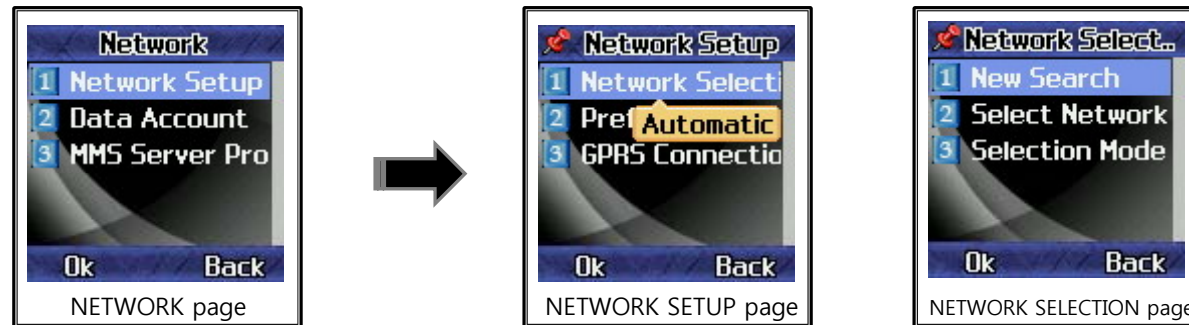 Network
1 Network Setup
2 Data Account
3 MMS Server Pro
Ok Back
NETWORK page
Network Setup
1 Network Selecti
2 Pref Automatic
3 GPRS Connectio
Ok Back
NETWORK SETUP page
Network Select..
1 New Search
2 Select Network
3 Selection Mode
Ok Back
NETWORK SELECTION page